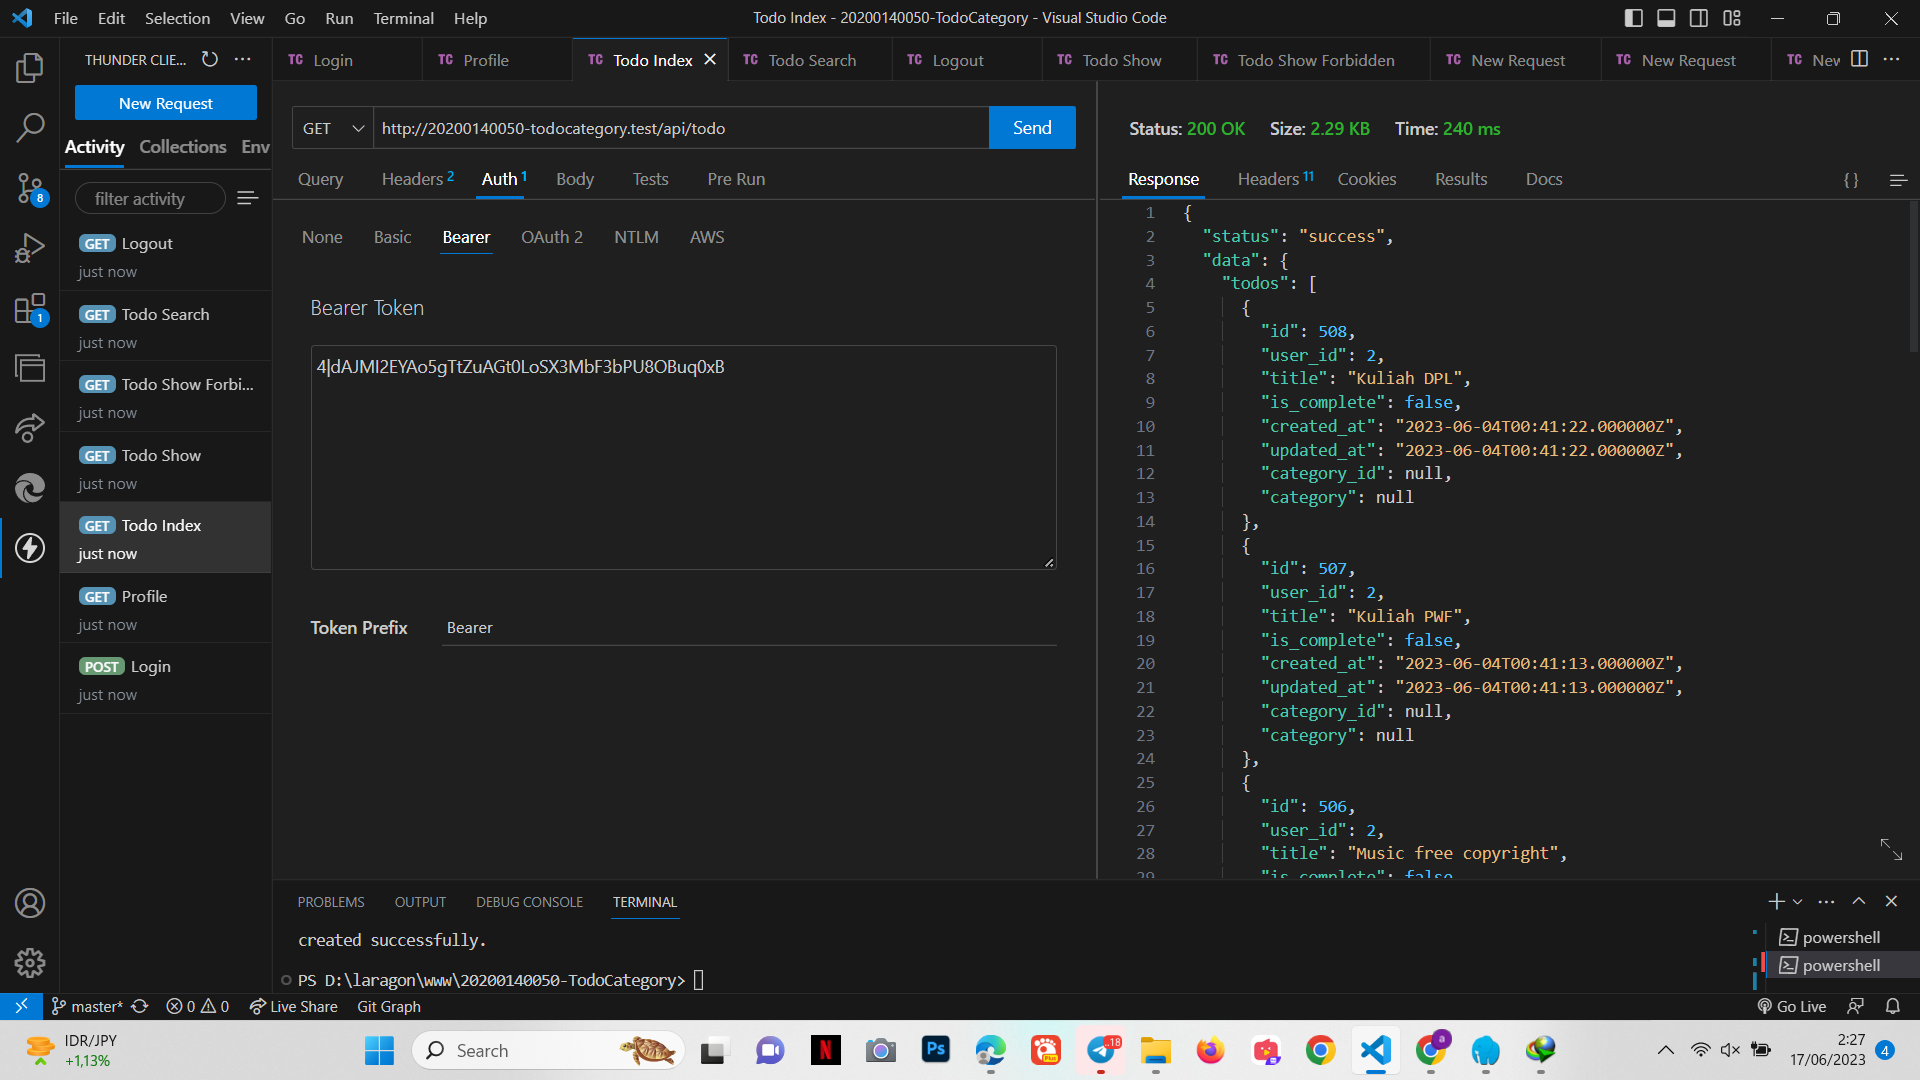 File Edit Selection View Go Run Terminal Help
Todo Index - 20200140050-TodoCategory - Visual Studio Code
THUNDER CLIE...
TC Login
TC Profile
TC Todo Index
TC Todo Search
TC Logout
TC Todo Show
TC Todo Show Forbidden
TC New Request
TC New Request
TC New
New Request
Activity Collections Env
filter activity
GET Logout
just now
GET Todo Search
just now
GET Todo Show Forbi...
just now
GET Todo Show
just now
GET Todo Index
just now
GET Profile
just now
POST Login
just now
8
1
GET
http://20200140050-todocategory.test/api/todo
Send
Query Headers 2 Auth 1 Body Tests Pre Run
None Basic Bearer OAuth 2 NTLM AWS
Bearer Token
4|dAJMI2EYAo5gTtZuAGt0LoSX3MbF3bPU8OBuq0xB
Token Prefix Bearer
Status: 200 OK Size: 2.29 KB Time: 240 ms
Response Headers 11 Cookies Results Docs
{ }
1 {
2 "status": "success",
3 "data": {
4 "todos": [
5 {
6 "id": 508,
7 "user_id": 2,
8 "title": "Kuliah DPL",
9 "is_complete": false,
10 "created_at": "2023-06-04T00:41:22.000000Z",
11 "updated_at": "2023-06-04T00:41:22.000000Z",
12 "category_id": null,
13 "category": null
14 },
15 {
16 "id": 507,
17 "user_id": 2,
18 "title": "Kuliah PWF",
19 "is_complete": false,
20 "created_at": "2023-06-04T00:41:13.000000Z",
21 "updated_at": "2023-06-04T00:41:13.000000Z",
22 "category_id": null,
23 "category": null
24 },
25 {
26 "id": 506,
27 "user_id": 2,
28 "title": "Music free copyright",
29 "is_complete": false
PROBLEMS OUTPUT DEBUG CONSOLE TERMINAL
created successfully.
PS D:\laragon\www\20200140050-TodoCategory>
powershell
powershell
master* 0 0 Live Share Git Graph
Go Live
IDR/JPY
+1,13%
Search
N
Ps
Plus
18
a
2:27
17/06/2023
4